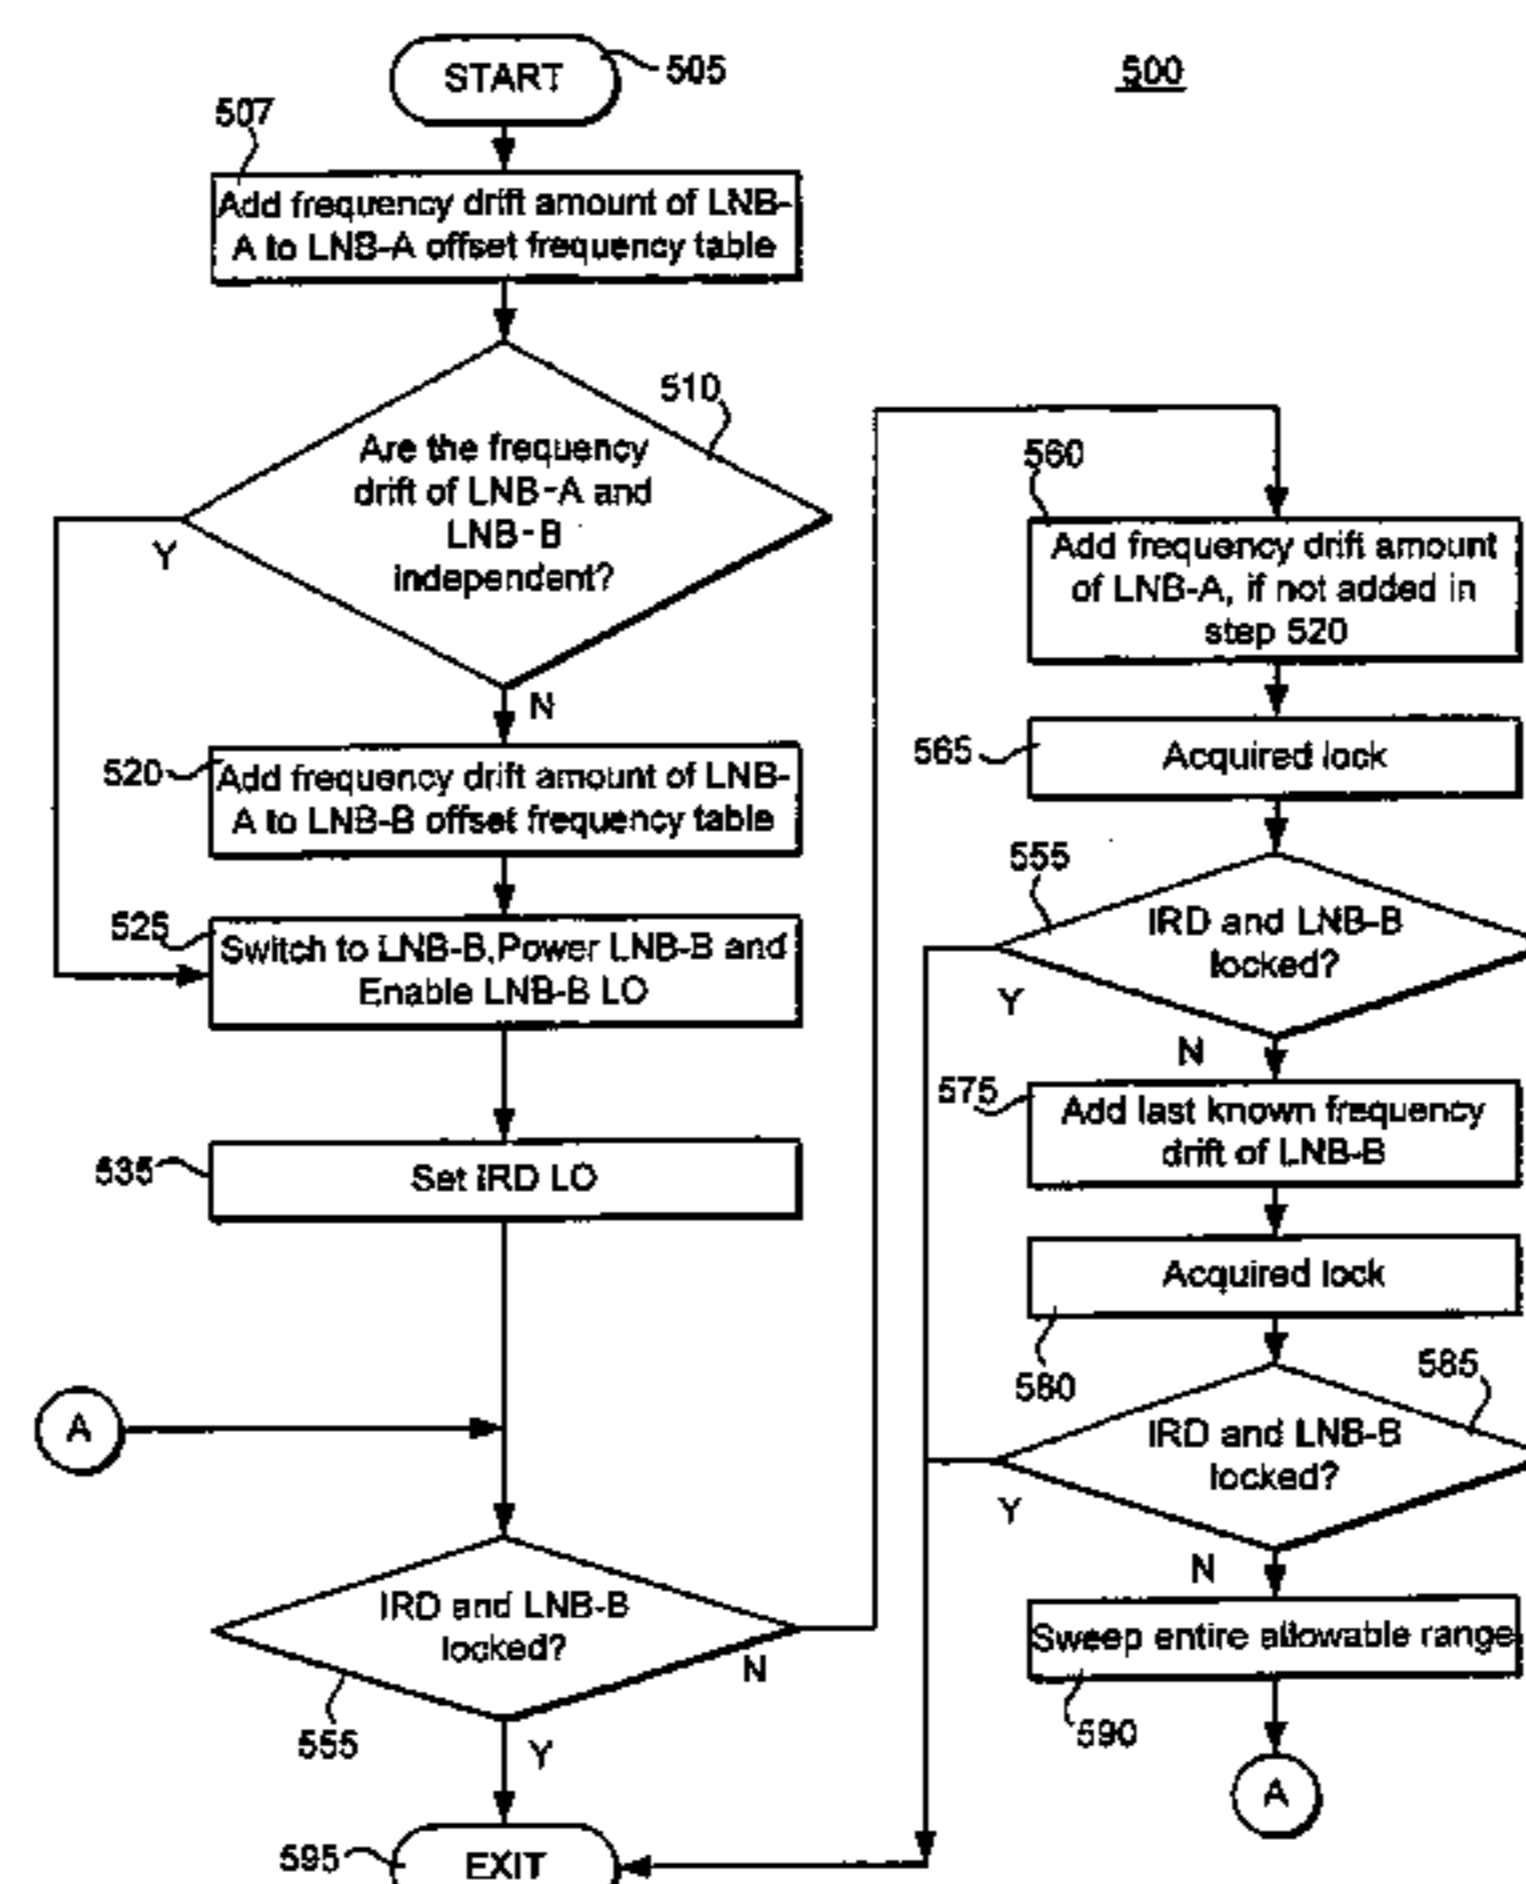 START
505
500
507
Add frequency drift amount of LNB-
A to LNB-A offset frequency table
510
Are the frequency
drift of LNB-A and
LNB-B
independent?
Y
N
520
Add frequency drift amount of LNB-
A to LNB-B offset frequency table
525
Switch to LNB-B,Power LNB-B and
Enable LNB-B LO
535
Set IRD LO
A
IRD and LNB-B
locked?
N
555
Y
595
EXIT
560
Add frequency drift amount
of LNB-A, if not added in
step 520
565
Acquired lock
555
IRD and LNB-B
locked?
Y
N
575
Add last known frequency
drift of LNB-B
Acquired lock
580
585
IRD and LNB-B
locked?
Y
N
Sweep entire allowable range
590
A